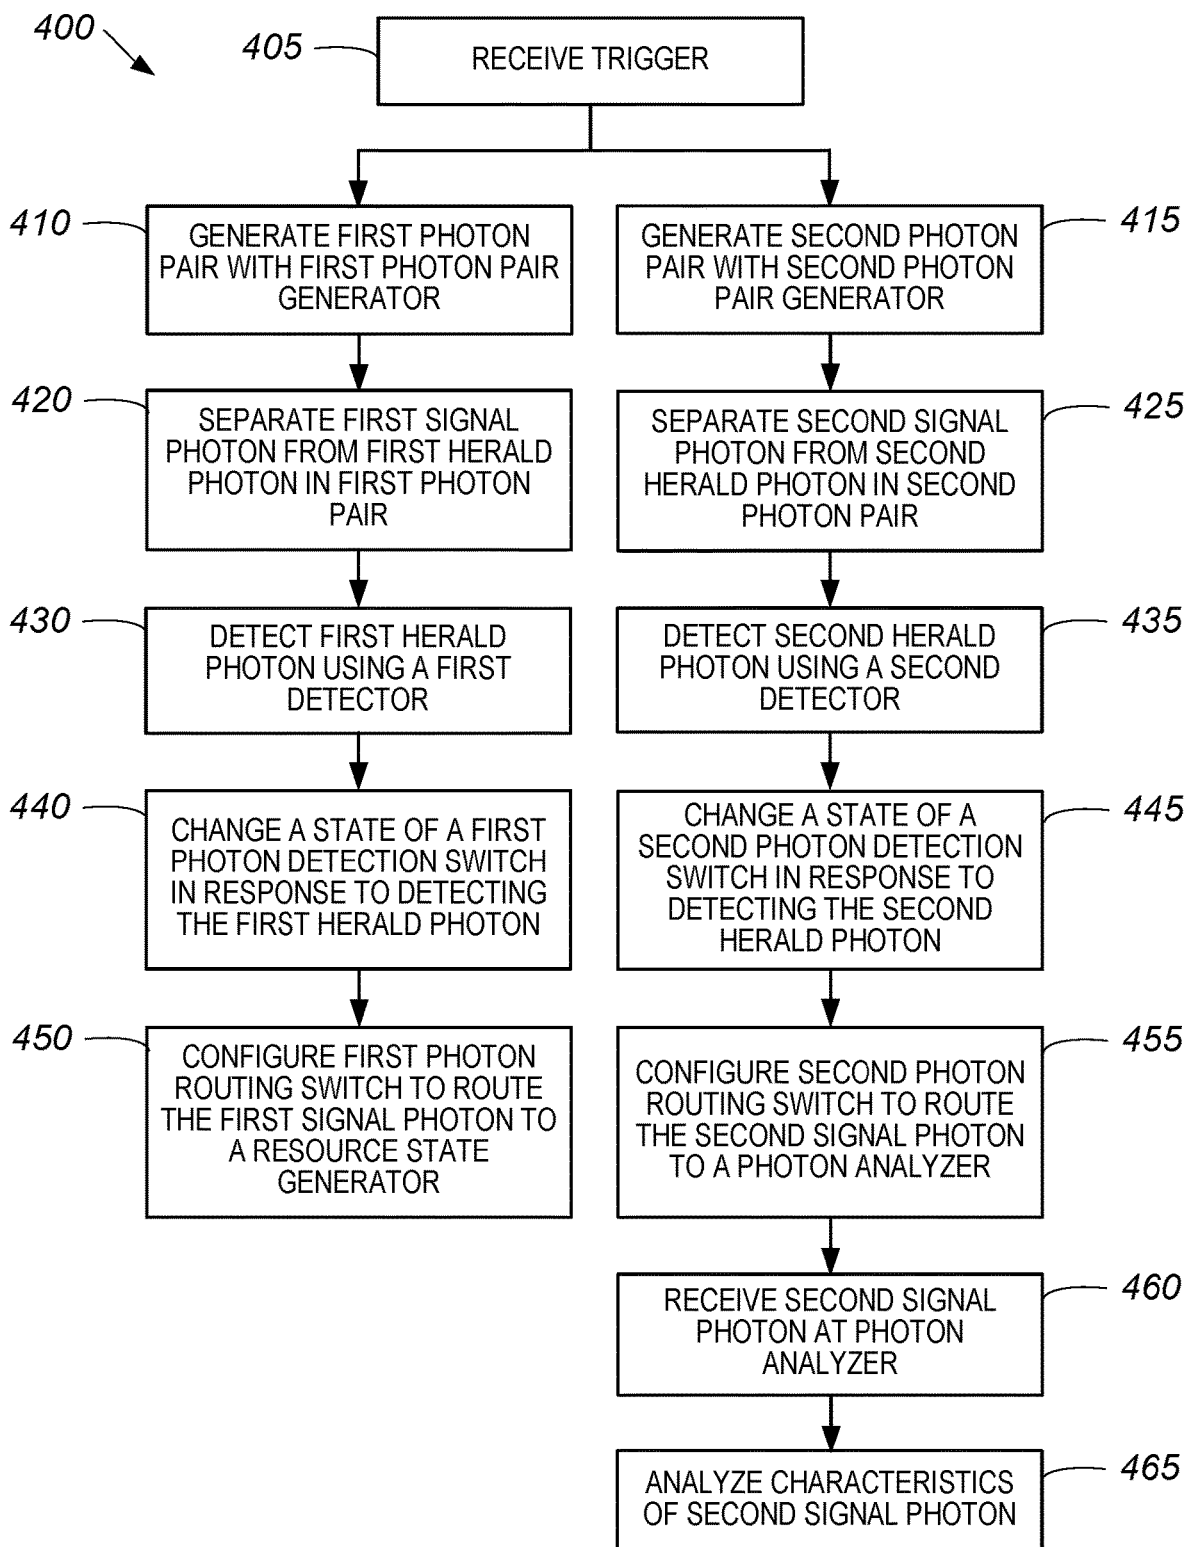 400
405
RECEIVE TRIGGER
410
GENERATE FIRST PHOTON
PAIR WITH FIRST PHOTON PAIR
GENERATOR
415
GENERATE SECOND PHOTON
PAIR WITH SECOND PHOTON
PAIR GENERATOR
420
SEPARATE FIRST SIGNAL
PHOTON FROM FIRST HERALD
PHOTON IN FIRST PHOTON
PAIR
425
SEPARATE SECOND SIGNAL
PHOTON FROM SECOND
HERALD PHOTON IN SECOND
PHOTON PAIR
430
DETECT FIRST HERALD
PHOTON USING A FIRST
DETECTOR
435
DETECT SECOND HERALD
PHOTON USING A SECOND
DETECTOR
440
CHANGE A STATE OF A FIRST
PHOTON DETECTION SWITCH
IN RESPONSE TO DETECTING
THE FIRST HERALD PHOTON
445
CHANGE A STATE OF A
SECOND PHOTON DETECTION
SWITCH IN RESPONSE TO
DETECTING THE SECOND
HERALD PHOTON
450
CONFIGURE FIRST PHOTON
ROUTING SWITCH TO ROUTE
THE FIRST SIGNAL PHOTON TO
A RESOURCE STATE
GENERATOR
455
CONFIGURE SECOND PHOTON
ROUTING SWITCH TO ROUTE
THE SECOND SIGNAL PHOTON
TO A PHOTON ANALYZER
460
RECEIVE SECOND SIGNAL
PHOTON AT PHOTON
ANALYZER
465
ANALYZE CHARACTERISTICS
OF SECOND SIGNAL PHOTON